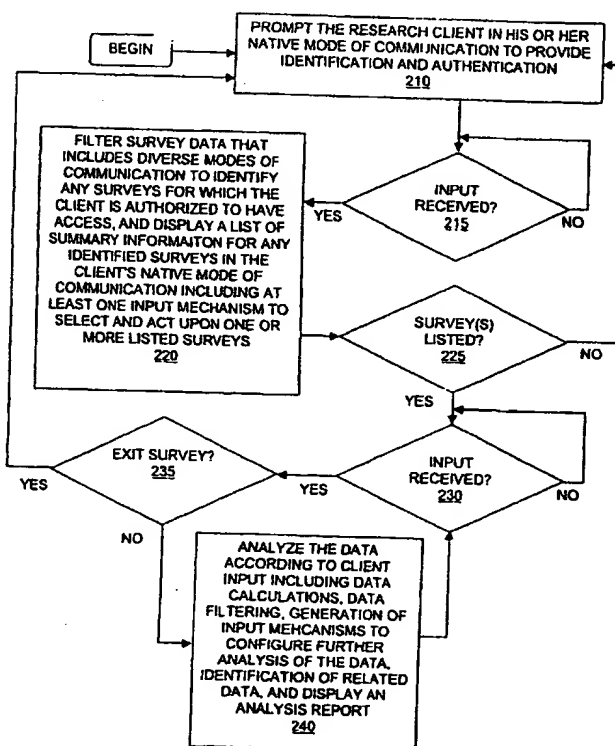 BEGIN
PROMPT THE RESEARCH CLIENT IN HIS OR HER
NATIVE MODE OF COMMUNICATION TO PROVIDE
IDENTIFICATION AND AUTHENTICATION
210
FILTER SURVEY DATA THAT
INCLUDES DIVERSE MODES OF
COMMUNICATION TO IDENTIFY
ANY SURVEYS FOR WHICH THE
CLIENT IS AUTHORIZED TO HAVE
ACCESS, AND DISPLAY A LIST OF
SUMMARY INFORMAITON FOR ANY
IDENTIFIED SURVEYS IN THE
CLIENT'S NATIVE MODE OF
COMMUNICATION INCLUDING AT
LEAST ONE INPUT MECHANISM TO
SELECT AND ACT UPON ONE OR
MORE LISTED SURVEYS
220
YES
INPUT
RECEIVED?
215
NO
SURVEY(S)
LISTED?
225
NO
YES
EXIT SURVEY?
235
YES
NO
YES
INPUT
RECEIVED?
230
NO
ANALYZE THE DATA
ACCORDING TO CLIENT
INPUT INCLUDING DATA
CALCULATIONS, DATA
FILTERING, GENERATION OF
INPUT MEHCANISMS TO
CONFIGURE FURTHER
ANALYSIS OF THE DATA,
IDENTIFICATION OF RELATED
DATA, AND DISPLAY AN
ANALYSIS REPORT
240